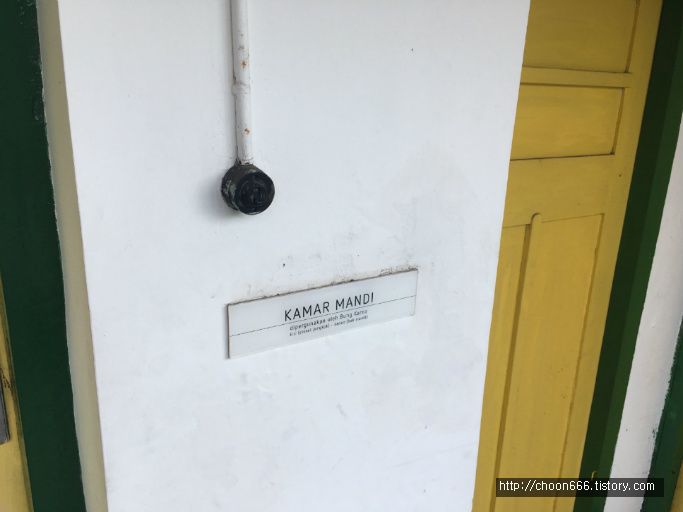 KAMAR MANDI
dipergunakan oleh Bung Karno
http://choon666.tistory.com